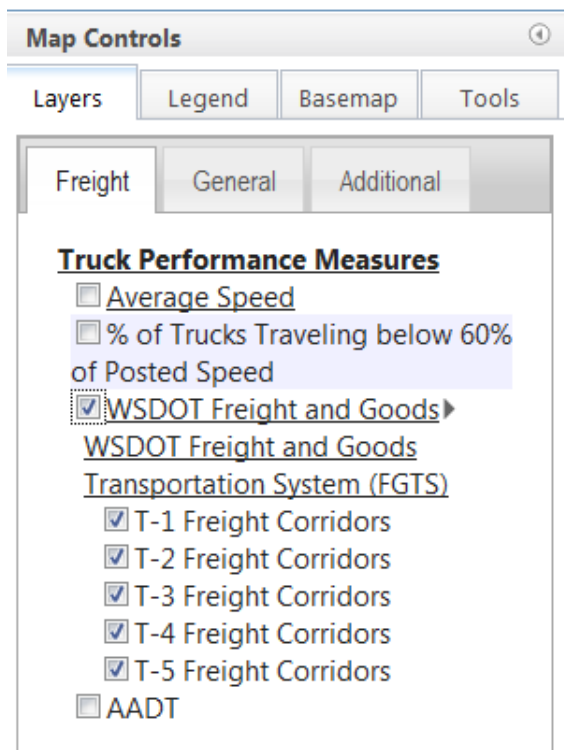 Map Controls
Layers Legend Basemap Tools
Freight General Additional
Truck Performance Measures
Average Speed
% of Trucks Traveling below 60%
of Posted Speed
WSDOT Freight and Goods
WSDOT Freight and Goods
Transportation System (FGTS)
T-1 Freight Corridors
T-2 Freight Corridors
T-3 Freight Corridors
T-4 Freight Corridors
T-5 Freight Corridors
AADT